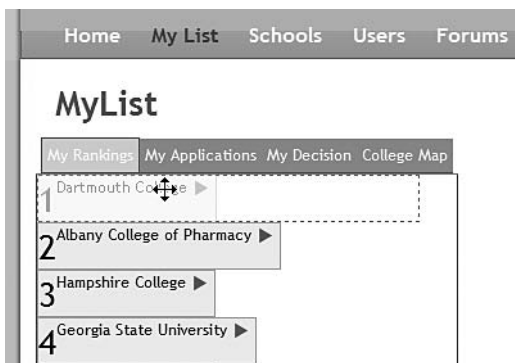 Home My List Schools Users Forums
MyList
My Rankings My Applications My Decision College Map
1 Dartmouth College ▶
2 Albany College of Pharmacy ▶
3 Hampshire College ▶
4 Georgia State University ▶